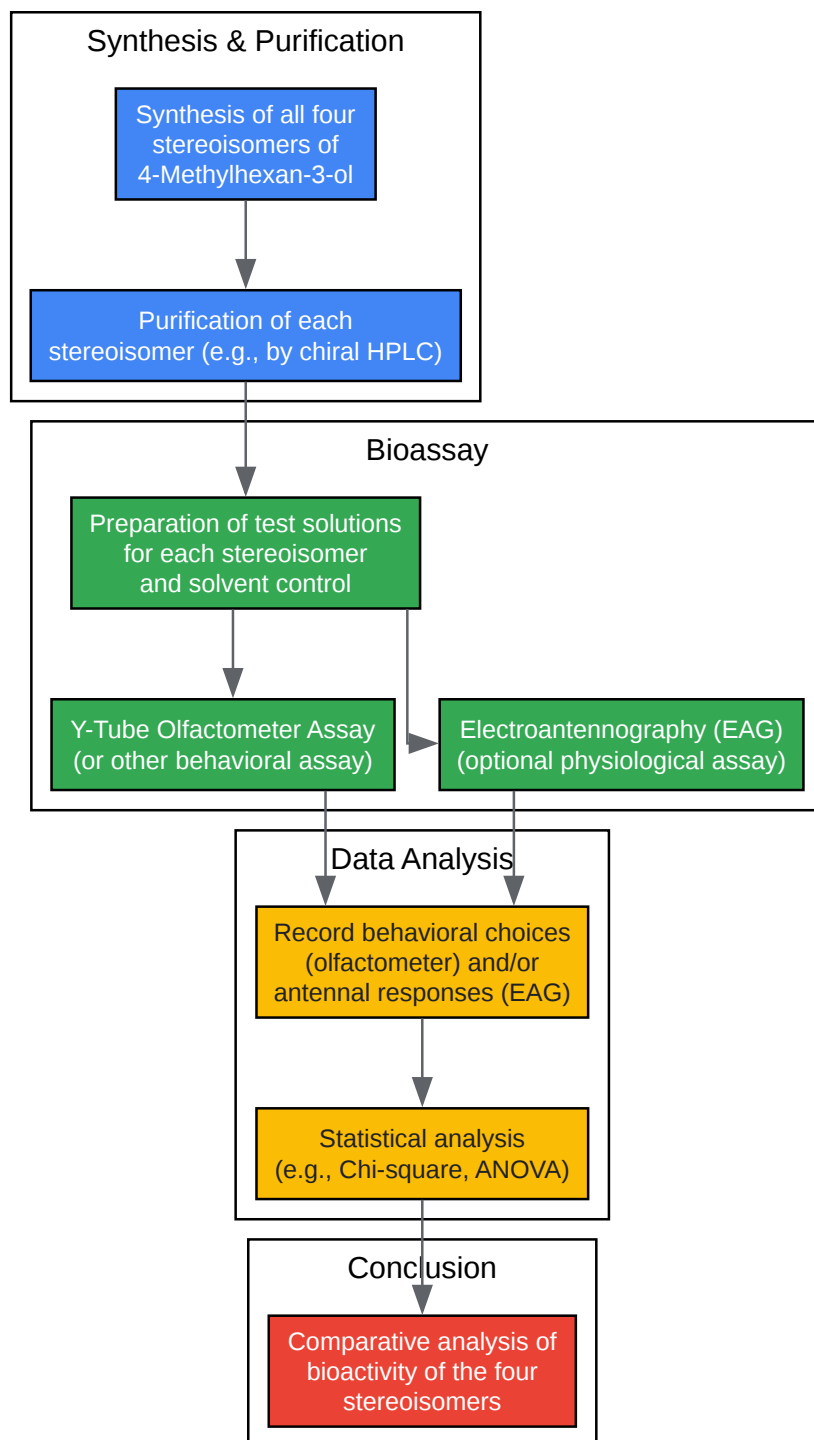 Synthesis & Purification
Synthesis of all four
stereoisomers of
4-Methylhexan-3-ol
Purification of each
stereoisomer (e.g., by chiral HPLC)
Bioassay
Preparation of test solutions
for each stereoisomer
and solvent control
Y-Tube Olfactometer Assay
(or other behavioral assay)
Electroantennography (EAG)
(optional physiological assay)
Data Analysis
Record behavioral choices
(olfactometer) and/or
antennal responses (EAG)
Statistical analysis
(e.g., Chi-square, ANOVA)
Conclusion
Comparative analysis of
bioactivity of the four
stereoisomers